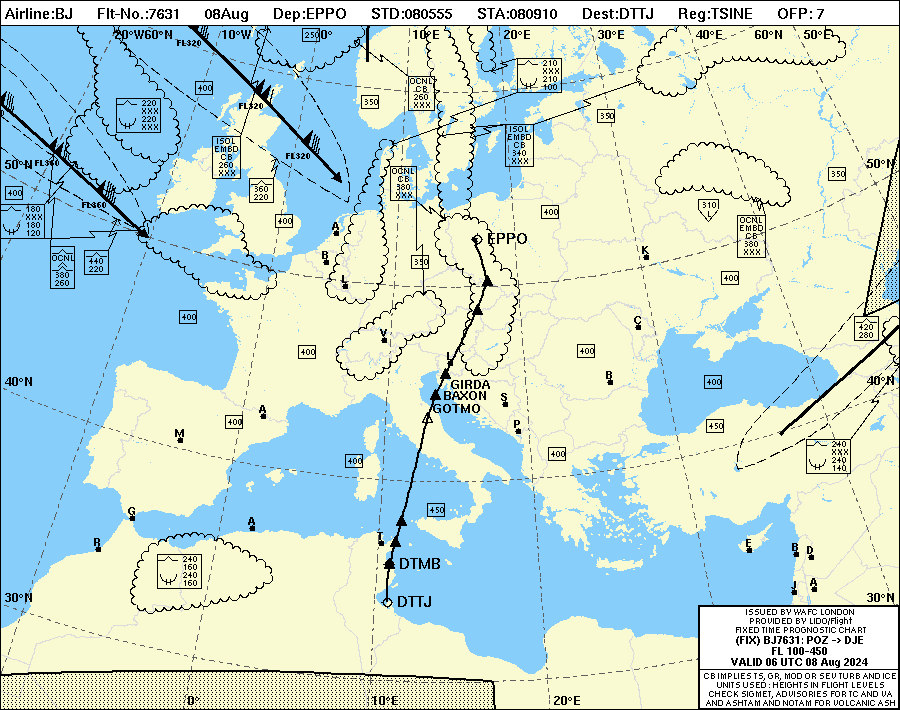 Airline:BJ Flt-No:7631 08Aug Dep:EPPO STD:080555 STA:080910 Dest:DTTJ Reg:TSINE OFP: 7
20°W60°N 10°W 0° 10°E 20°E 30°E 40°E 60°N 50°E
250
FL320
400
FL320
350
OCNL
CB
260
XXX
210
XXX
210
100
220
XXX
220
XXX
350
ISOL
EMBD
CB
260
XXX
FL320
ISOL
EMBD
CB
340
XXX
50°N
FL360
50°N
350
400
360
220
OCNL
CB
380
XXX
FL360
180
XXX
180
120
400
400
310
L
OCNL
EMBD
CB
380
XXX
A
EPPO
OCNL
380
260
440
220
B
350
K
L
400
400
C
420
280
V
400
400
L
40°N
GIRDA
BAXON
GOTMO
B
400
40°N
S
A
400
P
450
M
400
400
XXX
240
XXX
240
140
G
A
450
R
T
E
B
D
240
160
240
160
DTMB
J
A
30°N
DTTJ
30°N
ISSUED BY WAFC LONDON
PROVIDED BY LIDO/Flight
FIXED TIME PROGNOSTIC CHART
(FIX) BJ7631: POZ -> DJE
FL 100-450
VALID 06 UTC 08 Aug 2024
CB IMPLIES TS, GR, MOD OR SEV TURB AND ICE
UNITS USED : HEIGHTS IN FLIGHT LEVELS
CHECK SIGMET, ADVISORIES FOR TC AND VA
AND ASHTAM AND NOTAM FOR VOLCANIC ASH
0° 10°E 20°E